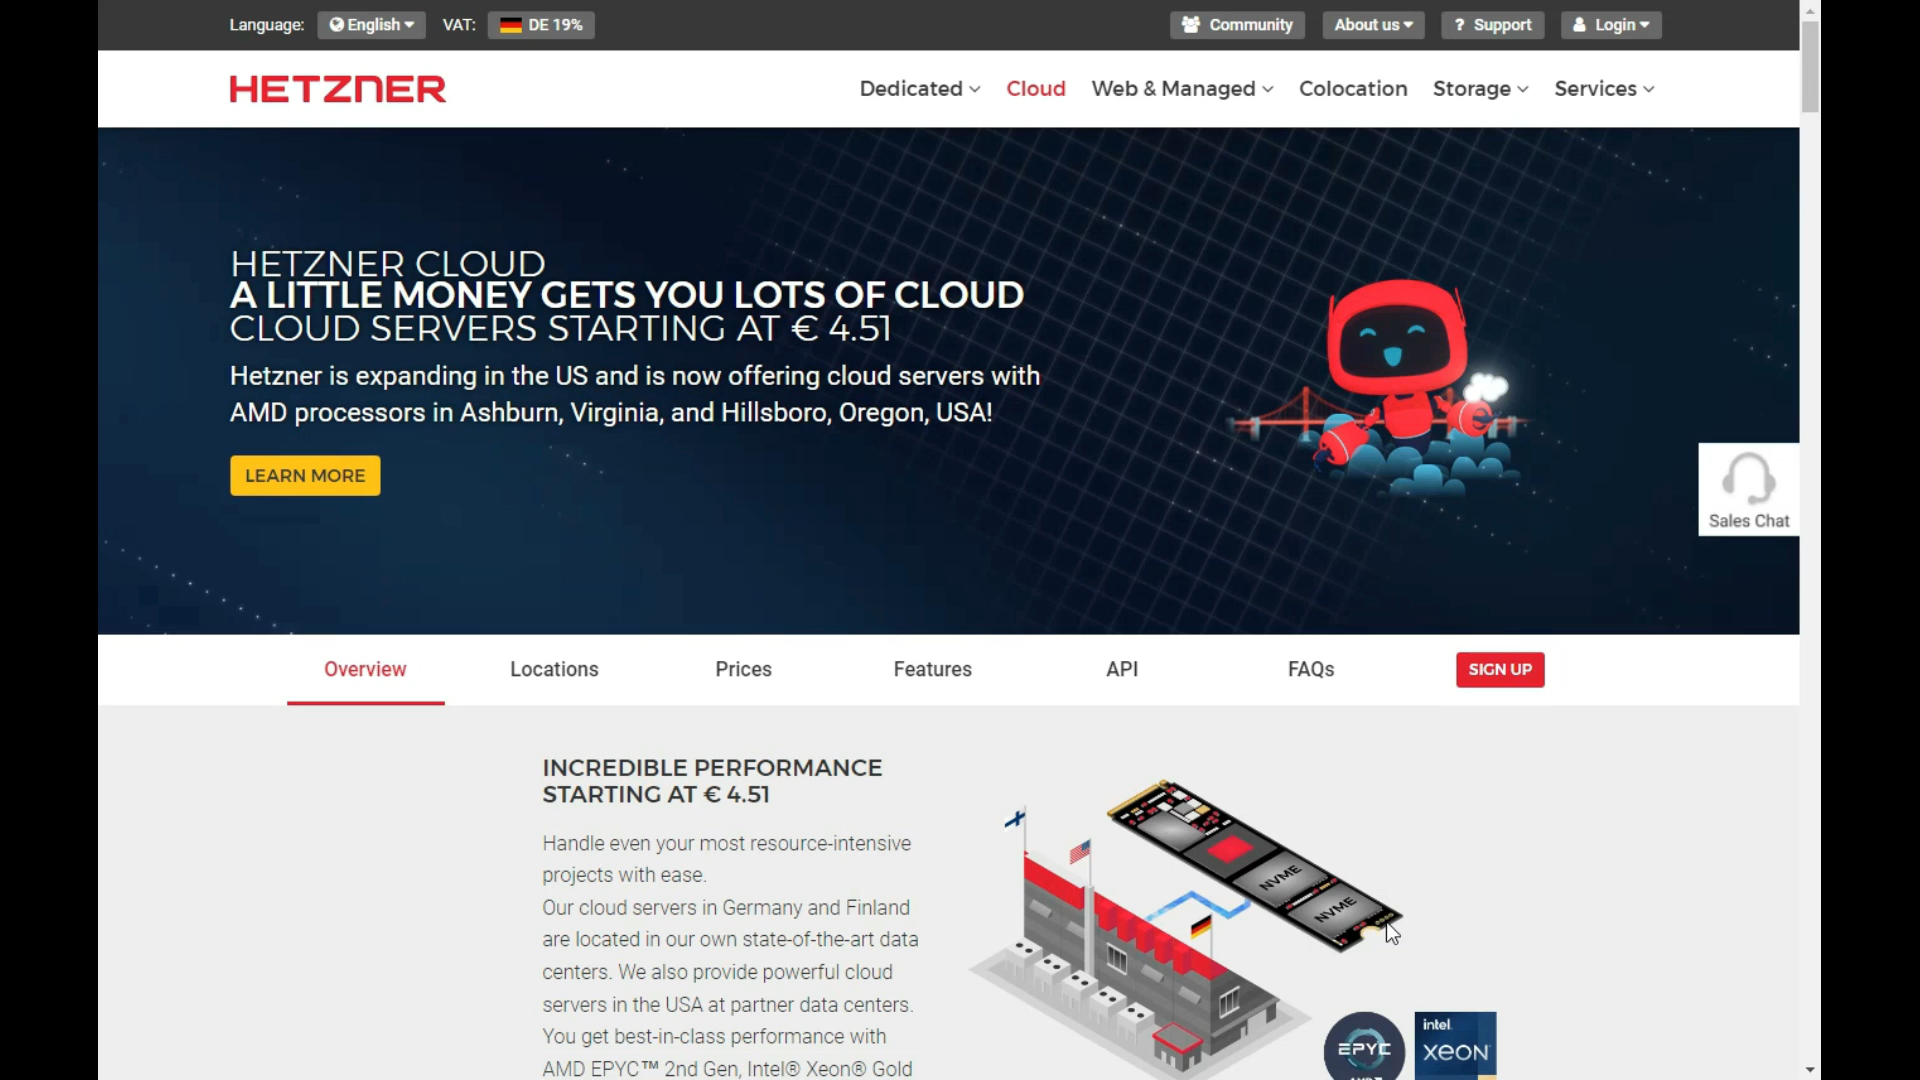 Language: English VAT: DE 19% Community About us ? Support Login
HETZNER
Dedicated Cloud Web & Managed Colocation Storage Services
HETZNER CLOUD
A LITTLE MONEY GETS YOU LOTS OF CLOUD
CLOUD SERVERS STARTING AT € 4.51
Hetzner is expanding in the US and is now offering cloud servers with
AMD processors in Ashburn, Virginia, and Hillsboro, Oregon, USA!
LEARN MORE
Sales Chat
Overview Locations Prices Features API FAQs SIGN UP
INCREDIBLE PERFORMANCE
STARTING AT € 4.51
Handle even your most resource-intensive
projects with ease.
Our cloud servers in Germany and Finland
are located in our own state-of-the-art data
centers. We also provide powerful cloud
servers in the USA at partner data centers.
You get best-in-class performance with
AMD EPYC™ 2nd Gen, Intel® Xeon® Gold
NVME
NVME
EPYC
intel.
xeon